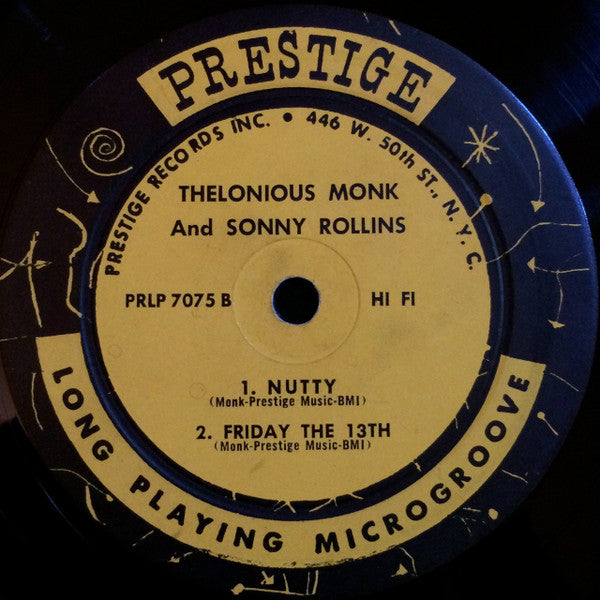 PRESTIGE
PRESTIGE RECORDS INC. • 446 W. 50th ST., N. Y. C.
THELONIOUS MONK
And SONNY ROLLINS
PRLP 7075 B
HI FI
1. NUTTY
(Monk-Prestige Music-BMI)
2. FRIDAY THE 13TH
(Monk-Prestige Music-BMI)
LONG PLAYING MICROGROOVE